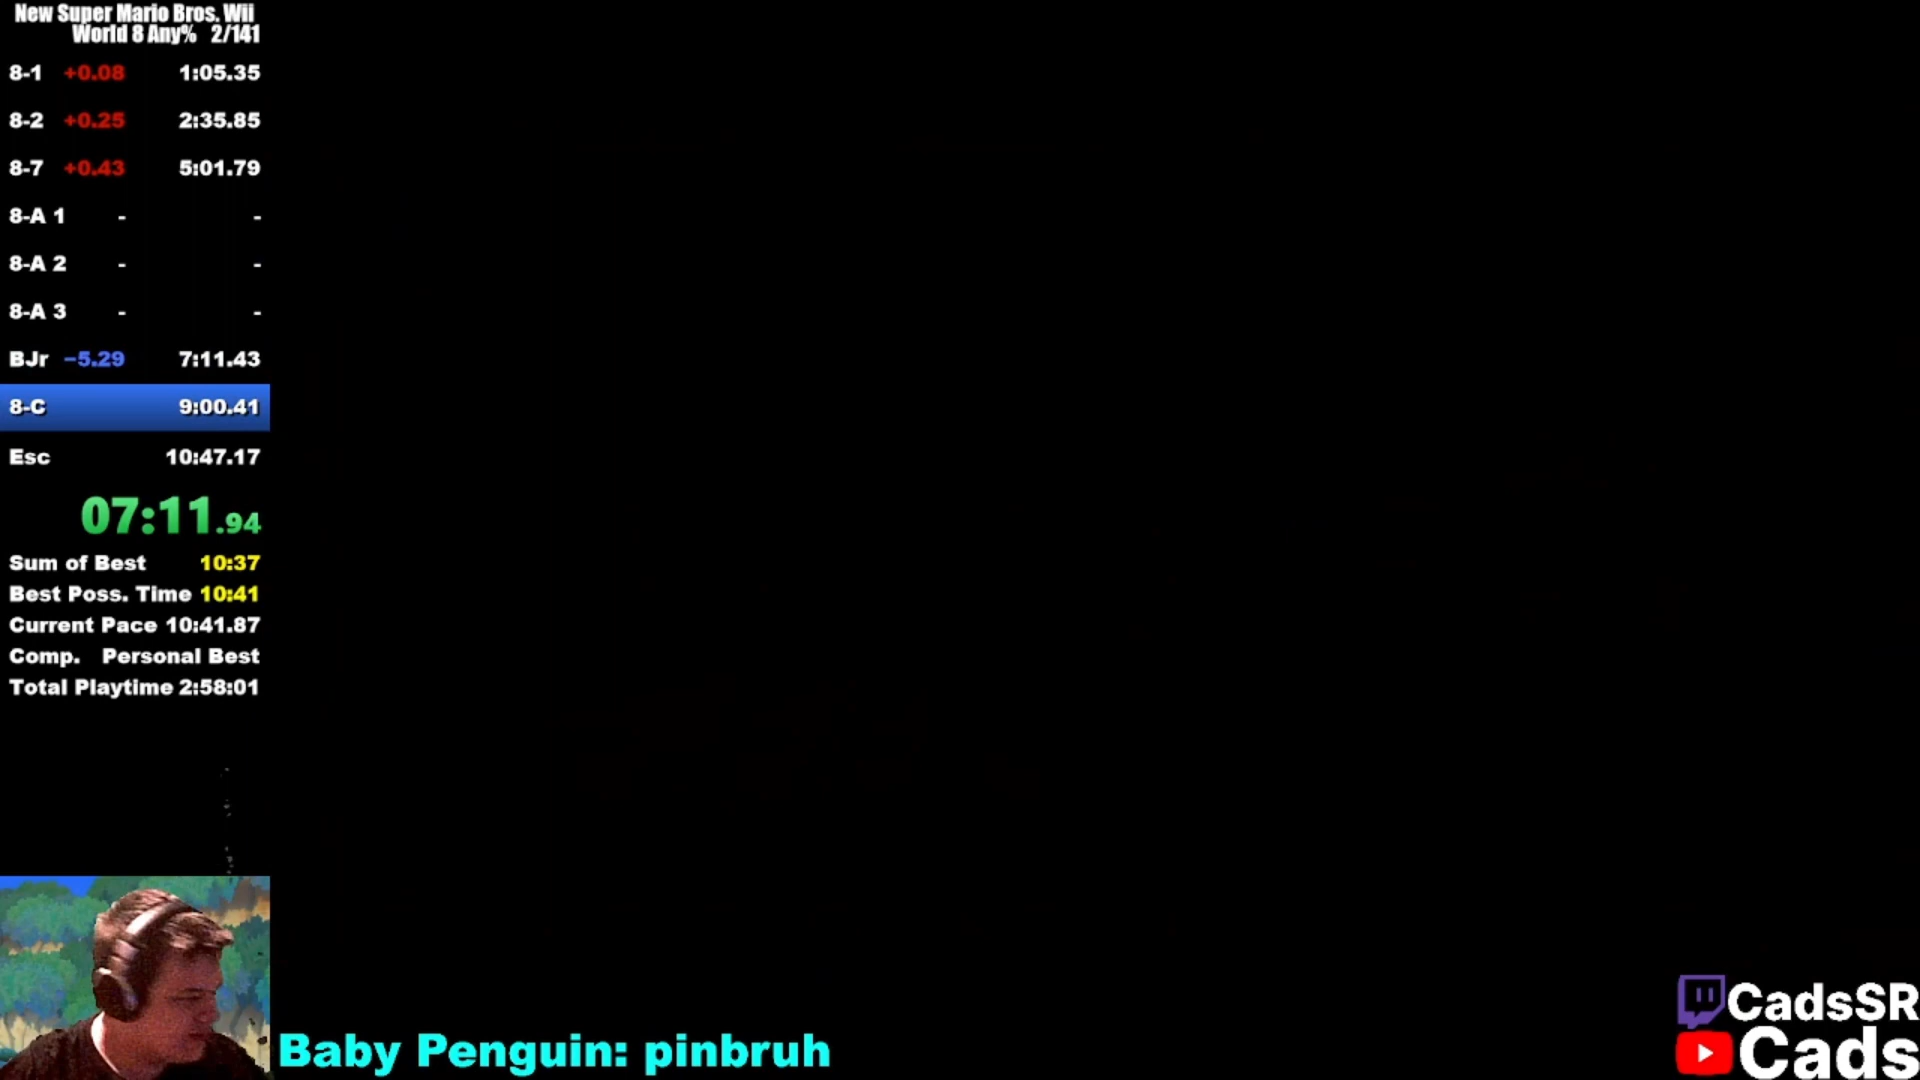 New Super Mario Bros. Wii
World 8 Any% 2/141
8-1 +0.08 1:05.35
8-2 +0.25 2:35.85
8-7 +0.43 5:01.79
8-A 1 - -
8-A 2 - -
8-A 3 - -
BJr −5.29 7:11.43
8-C 9:00.41
Esc 10:47.17
07:11.94
Sum of Best 10:37
Best Poss. Time 10:41
Current Pace 10:41.87
Comp. Personal Best
Total Playtime 2:58:01
Baby Penguin: pinbruh
CadsSR
Cads